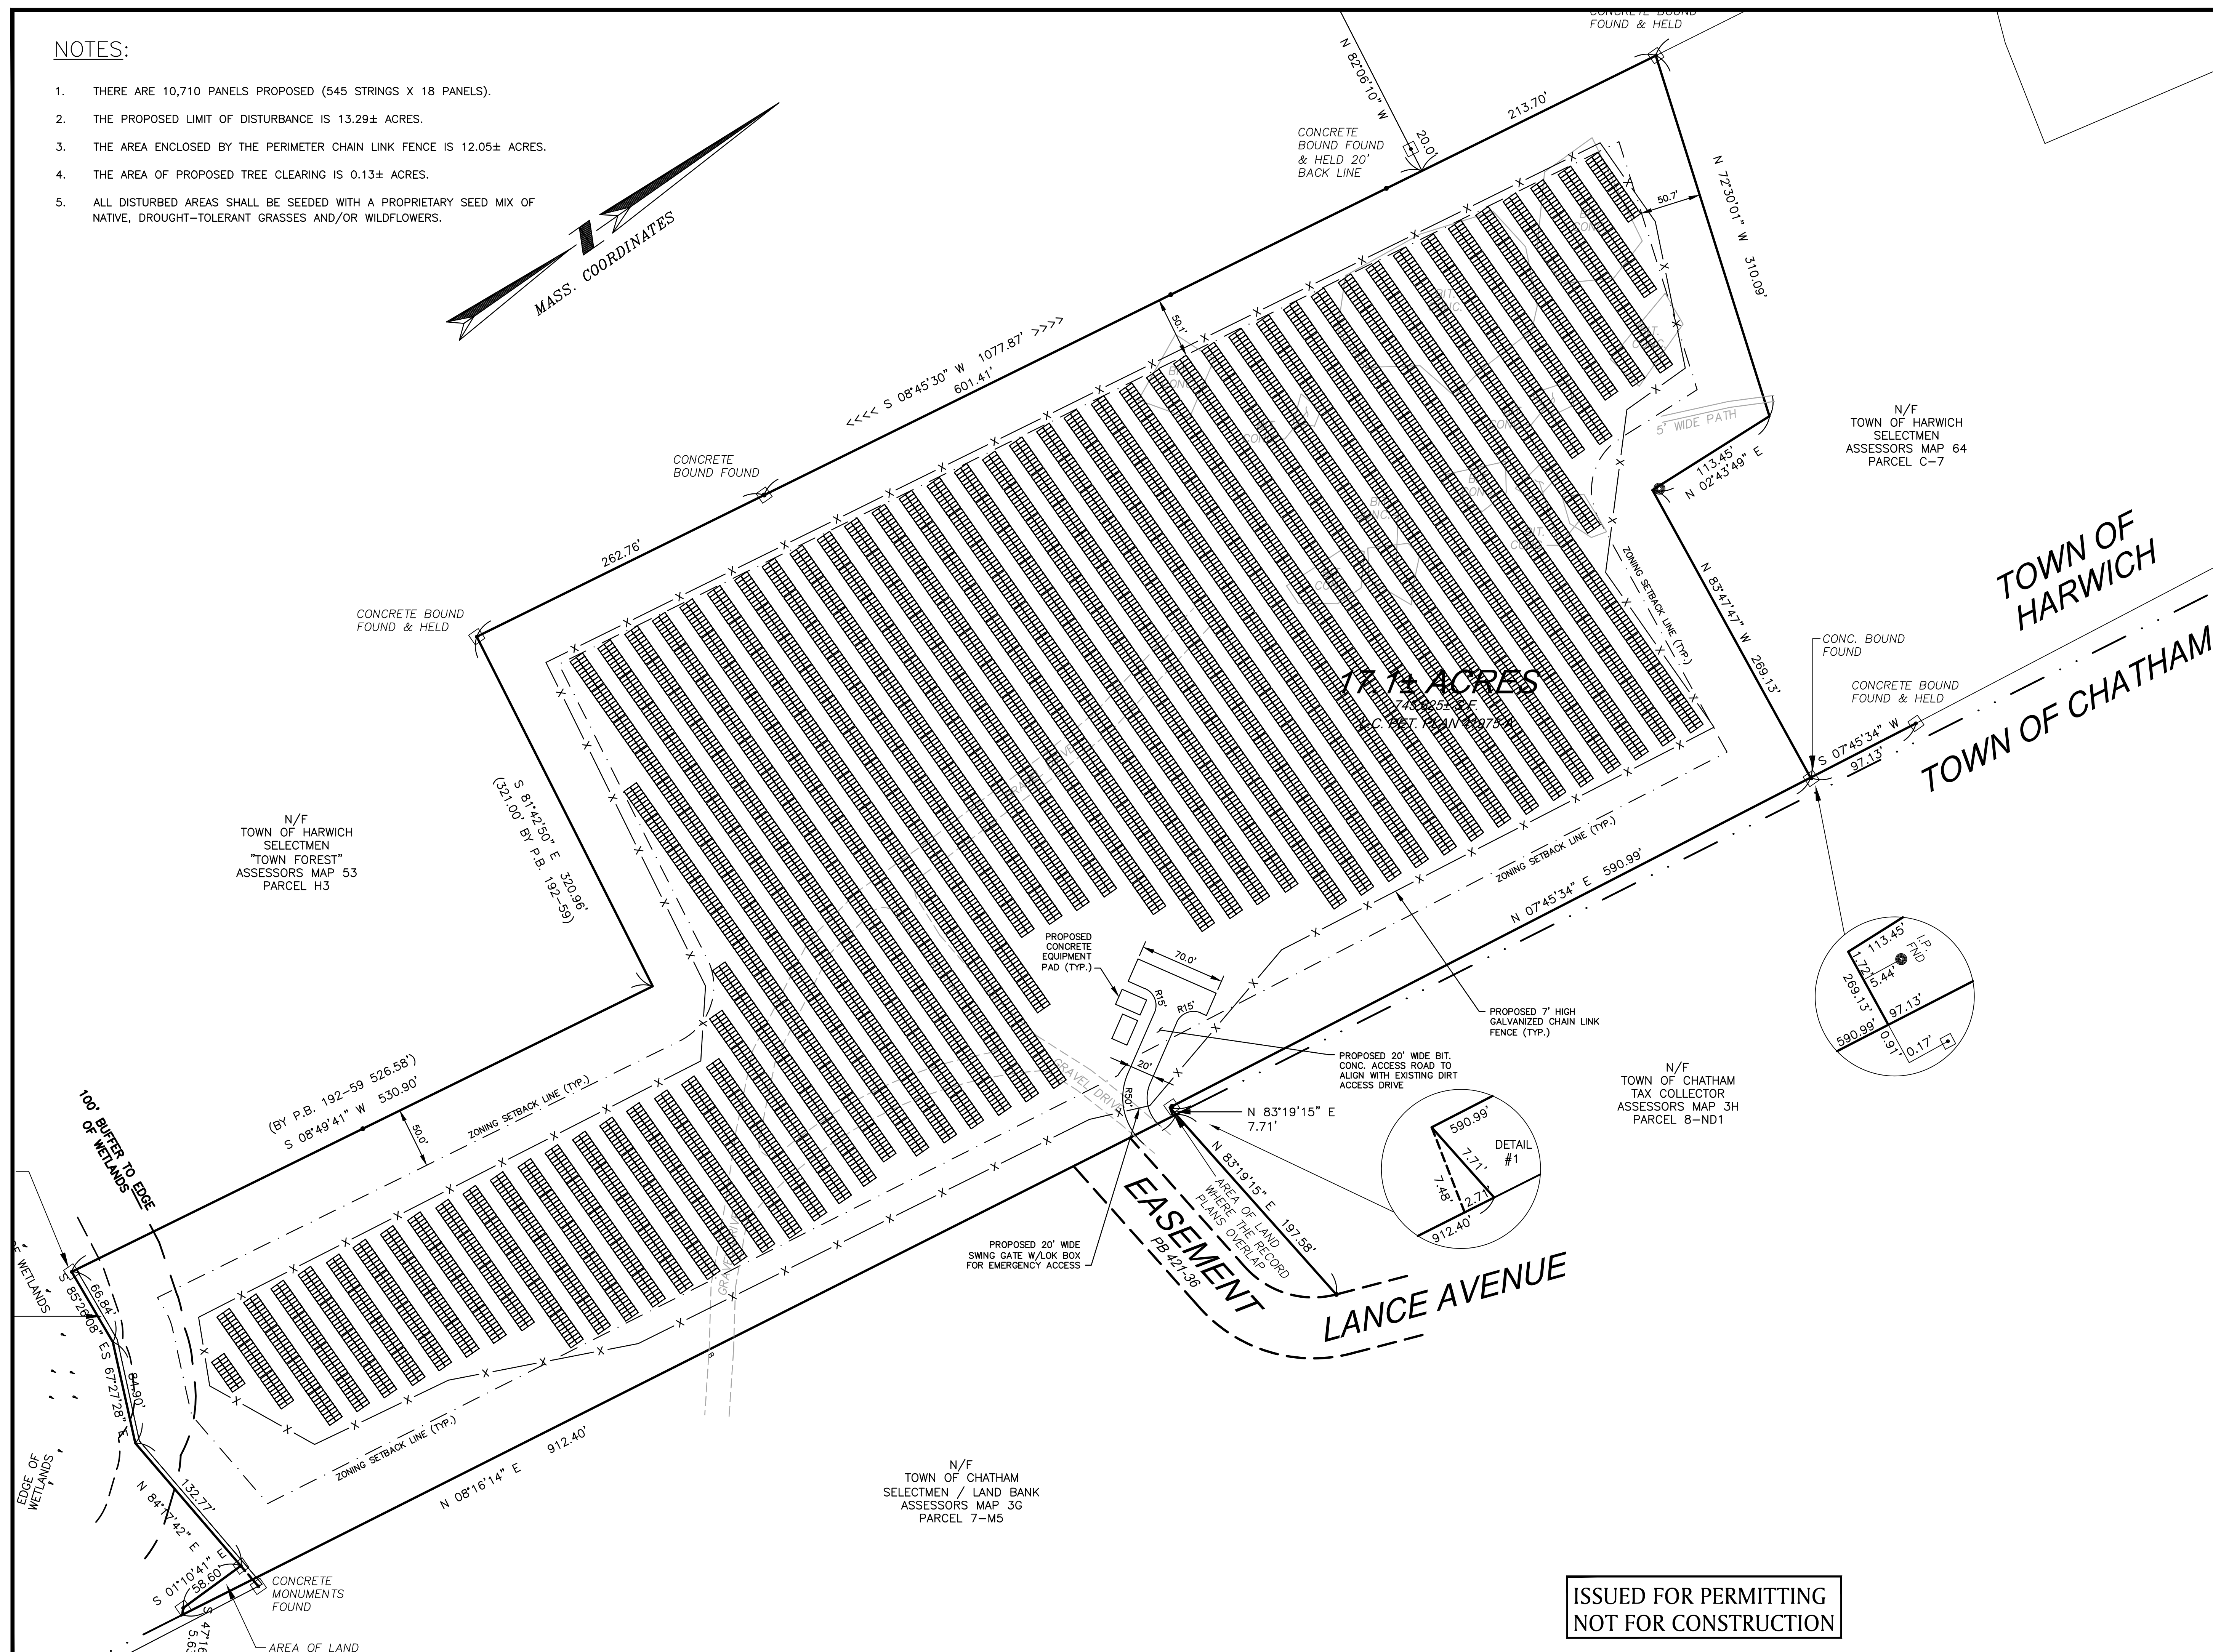 NOTES:
1. THERE ARE 10,710 PANELS PROPOSED (545 STRINGS X 18 PANELS).
2. THE PROPOSED LIMIT OF DISTURBANCE IS 13.29± ACRES.
3. THE AREA ENCLOSED BY THE PERIMETER CHAIN LINK FENCE IS 12.05± ACRES.
4. THE AREA OF PROPOSED TREE CLEARING IS 0.13± ACRES.
5. ALL DISTURBED AREAS SHALL BE SEEDED WITH A PROPRIETARY SEED MIX OF
NATIVE, DROUGHT-TOLERANT GRASSES AND/OR WILDFLOWERS.
MASS. COORDINATES
CONCRETE BOUND
FOUND & HELD
N 82°06'10" W
20.0'
213.70'
CONCRETE
BOUND FOUND
& HELD 20'
BACK LINE
N 72°30'01" W 310.09'
50.7'
<<<< S 08°45'30" W 1077.87' >>>>
601.41'
50.1'
CONCRETE
BOUND FOUND
262.76'
CONCRETE BOUND
FOUND & HELD
5' WIDE PATH
113.45'
N 02°43'49" E
N/F
TOWN OF HARWICH
SELECTMEN
ASSESSORS MAP 64
PARCEL C-7
TOWN OF
HARWICH
TOWN OF CHATHAM
N 83°47'47" W 269.13'
ZONING SETBACK LINE (TYP.)
CONC. BOUND
FOUND
CONCRETE BOUND
FOUND & HELD
S 07°45'34" W
97.13'
17.1± ACRES
N/F
TOWN OF HARWICH
SELECTMEN
"TOWN FOREST"
ASSESSORS MAP 53
PARCEL H3
S 81°42'50" E 320.96'
(321.00' BY P.B. 192-59)
ZONING SETBACK LINE (TYP.)
N 07°45'34" E 590.99'
PROPOSED
CONCRETE
EQUIPMENT
PAD (TYP.)
70.0'
R15'
R15'
20'
R50'
GRAVEL DRIVE
PROPOSED 7' HIGH
GALVANIZED CHAIN LINK
FENCE (TYP.)
PROPOSED 20' WIDE BIT.
CONC. ACCESS ROAD TO
ALIGN WITH EXISTING DIRT
ACCESS DRIVE
N 83°19'15" E
7.71'
113.45'
I.P.
FND
1.72'
5.44'
269.13'
97.13'
590.99'
0.91'
0.17'
N/F
TOWN OF CHATHAM
TAX COLLECTOR
ASSESSORS MAP 3H
PARCEL 8-ND1
590.99'
DETAIL
#1
7.71'
7.48'
2.71'
912.40'
(BY P.B. 192-59 526.58')
S 08°49'41" W 530.90'
50.0'
ZONING SETBACK LINE (TYP.)
100' BUFFER TO EDGE
OF WETLANDS
N 83°19'15" E 197.58'
AREA OF LAND
WHERE THE RECORD
PLANS OVERLAP
EASEMENT
PB 421-36
LANCE AVENUE
PROPOSED 20' WIDE
SWING GATE W/LOK BOX
FOR EMERGENCY ACCESS
WETLANDS
66.84'
S 85°26'08" E
S 67°27'28" E
84.90'
EDGE OF
WETLANDS
ZONING SETBACK LINE (TYP.)
N 08°16'14" E 912.40'
132.77'
S 01°10'41" E
58.60'
CONCRETE
MONUMENTS
FOUND
AREA OF LAND
N/F
TOWN OF CHATHAM
SELECTMEN / LAND BANK
ASSESSORS MAP 3G
PARCEL 7-M5
ISSUED FOR PERMITTING
NOT FOR CONSTRUCTION